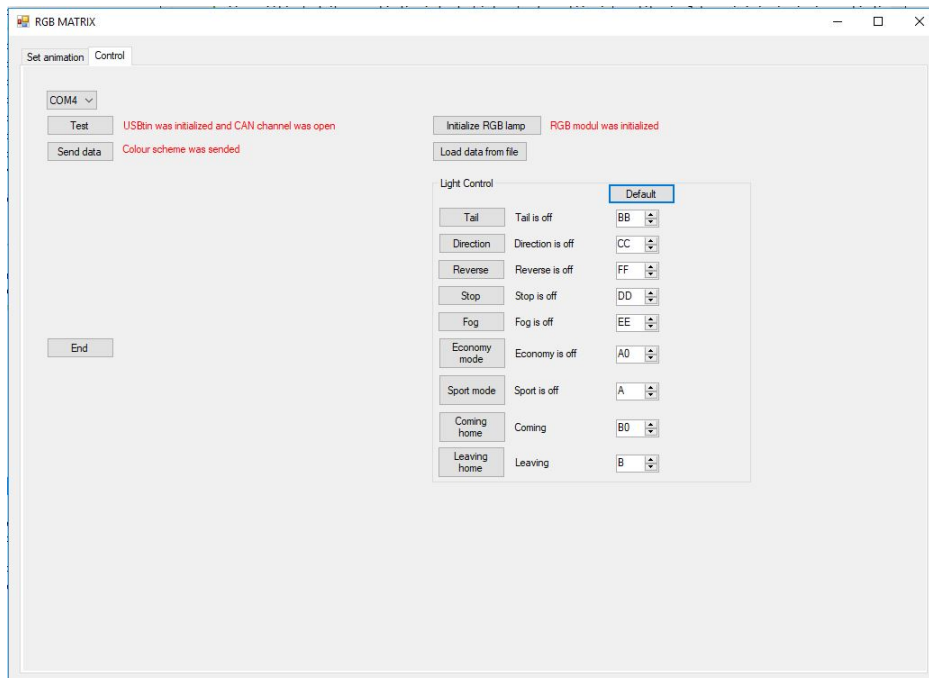 RGB MATRIX
Set animation Control
COM4
Test USBtin was initialized and CAN channel was open Initialize RGB lamp RGB modul was initialized
Send data Colour scheme was sended Load data from file
Light Control
Default
Tail Tail is off BB
Direction Direction is off CC
Reverse Reverse is off FF
Stop Stop is off DD
Fog Fog is off EE
End
Economy mode Economy is off A0
Sport mode Sport is off A
Coming home Coming B0
Leaving home Leaving B